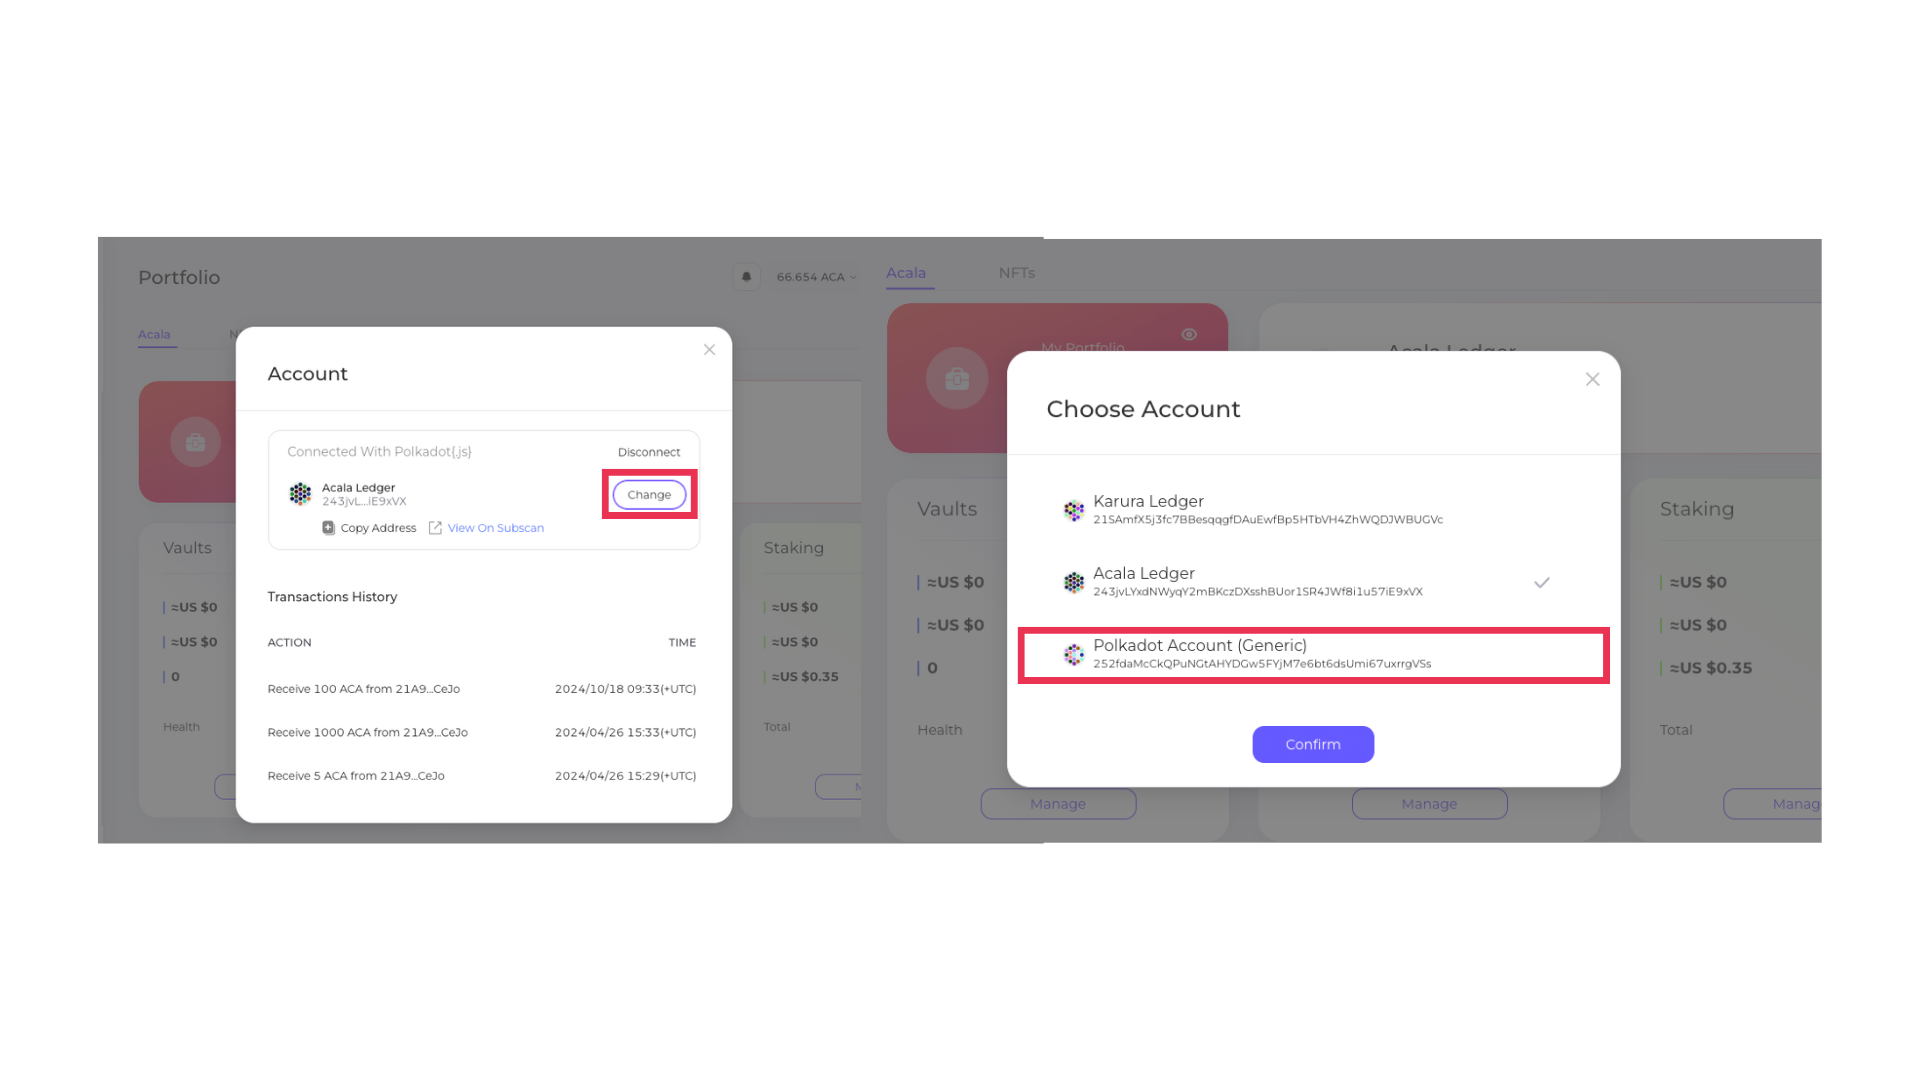 Portfolio
66.654 ACA
Acala
Account
Connected With Polkadot{.js}
Disconnect
Acala Ledger
243jvL...iE9xVX
Change
Copy Address
View On Subscan
Transactions History
ACTION
TIME
Receive 100 ACA from 21A9...CeJo
2024/10/18 09:33(+UTC)
Receive 1000 ACA from 21A9...CeJo
2024/04/26 15:33(+UTC)
Receive 5 ACA from 21A9...CeJo
2024/04/26 15:29(+UTC)
Vaults
≈US $0
≈US $0
0
Health
Staking
≈US $0
≈US $0
≈US $0.35
Total
Acala
NFTs
My Portfolio
Acala Ledger
Choose Account
Karura Ledger
21SAmfX5j3fc7BBesqqgfDAuEwfBp5HTbVH4ZhWQDJWBUGVc
Acala Ledger
243jvLYxdNWyqY2mBKczDXsshBUor1SR4JWf8i1u57iE9xVX
Polkadot Account (Generic)
252fdaMcCkQPuNGtAHYDGw5FYjM7e6bt6dsUmi67uxrrgVSs
Confirm
Vaults
≈US $0
≈US $0
0
Health
Manage
Manage
Staking
≈US $0
≈US $0
≈US $0.35
Total
Manag